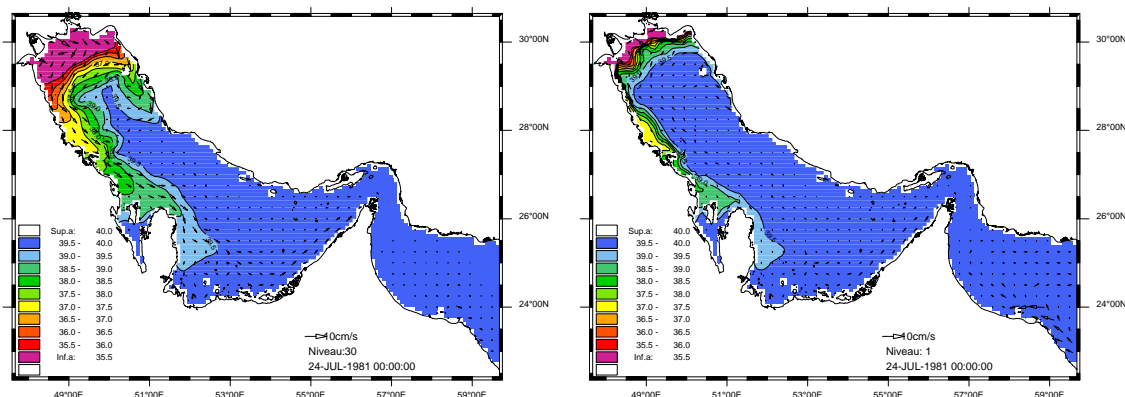 30°00N
28°00N
26°00N
24°00N
Sup.a: 40.0
39.5 - 40.0
39.0 - 39.5
38.5 - 39.0
38.0 - 38.5
37.5 - 38.0
37.0 - 37.5
36.5 - 37.0
36.0 - 36.5
35.5 - 36.0
Inf.a: 35.5
10cm/s
Niveau:30
24-JUL-1981 00:00:00
49°00E 51°00E 53°00E 55°00E 57°00E 59°00E
30°00N
28°00N
26°00N
24°00N
Sup.a: 40.0
39.5 - 40.0
39.0 - 39.5
38.5 - 39.0
38.0 - 38.5
37.5 - 38.0
37.0 - 37.5
36.5 - 37.0
36.0 - 36.5
35.5 - 36.0
Inf.a: 35.5
10cm/s
Niveau: 1
24-JUL-1981 00:00:00
49°00E 51°00E 53°00E 55°00E 57°00E 59°00E